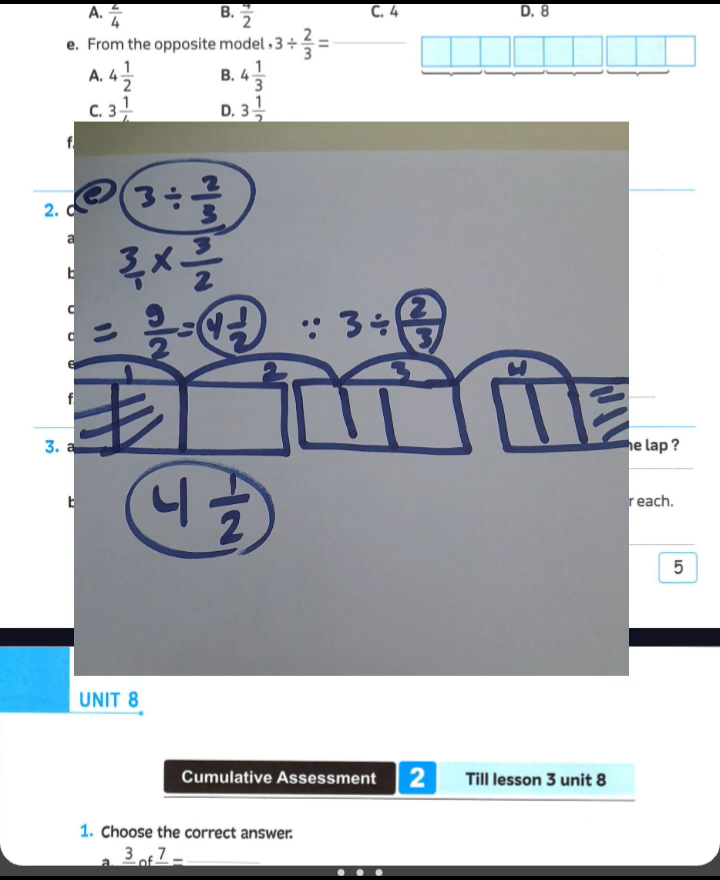 A. 2/4 B. 4/2 C. 4 D. 8
e. From the opposite model, 3 ÷ 2/3 =
A. 4 1/2 B. 4 1/3
C. 3 1/4 D. 3 1/2
f.
e 3 ÷ 2/3
2.
a
3/1 × 3/2
b
c
d
= 9/2 = 4 1/2 ∵ 3 ÷ 2/3
e
1 2 3 4
f
3. a he lap ?
4 1/2
b r each.
5
UNIT 8
Cumulative Assessment 2 Till lesson 3 unit 8
1. Choose the correct answer.
a. 3 of 7 =